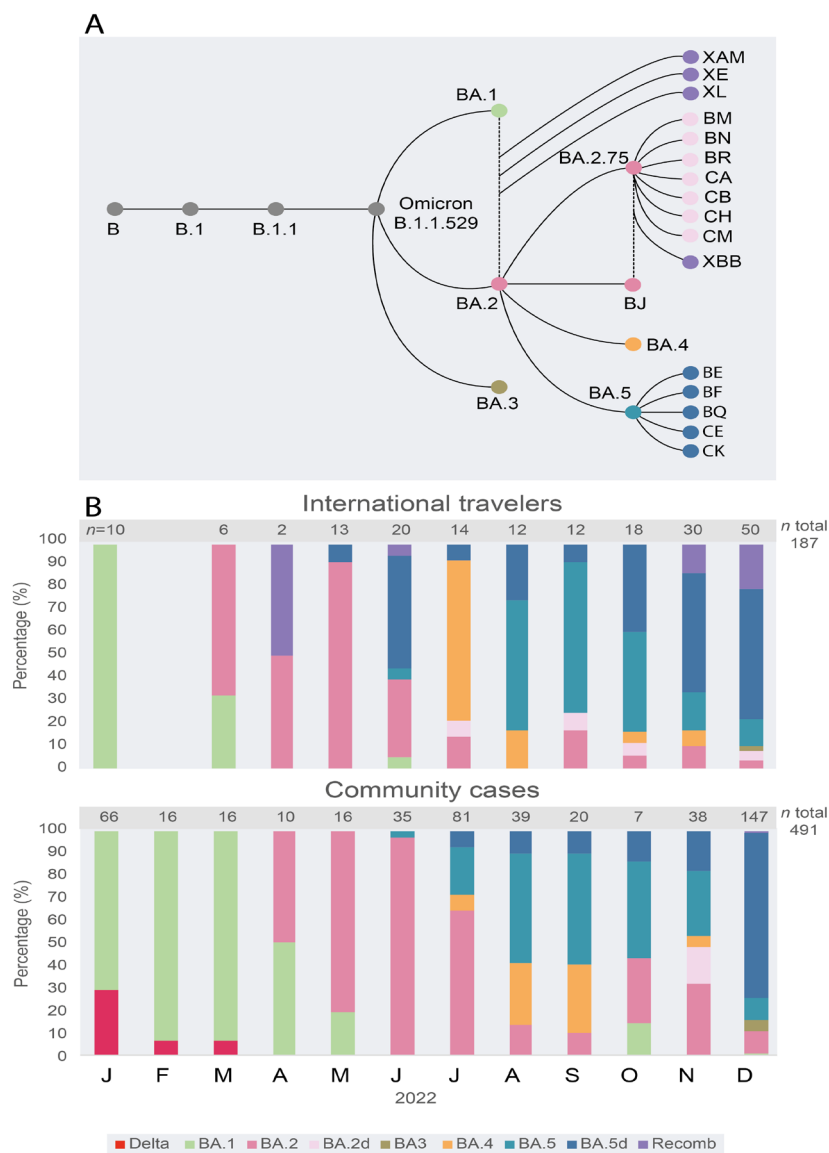 A
XAM
XE
XL
BA.1
BM
BN
BA.2.75
BR
CA
CB
Omicron
B.1.1.529
CH
CM
B
B.1
B.1.1
XBB
BA.2
BJ
BA.4
BE
BA.5
BF
BA.3
BQ
CE
CK
B
International travelers
n=10 6 2 13 20 14 12 12 18 30 50
n total
187
Percentage (%)
100
90
80
70
60
50
40
30
20
10
0
Community cases
66 16 16 10 16 35 81 39 20 7 38 147
n total
491
Percentage (%)
100
90
80
70
60
50
40
30
20
10
0
J F M A M J J A S O N D
2022
Delta BA.1 BA.2 BA.2d BA3 BA.4 BA.5 BA.5d Recomb